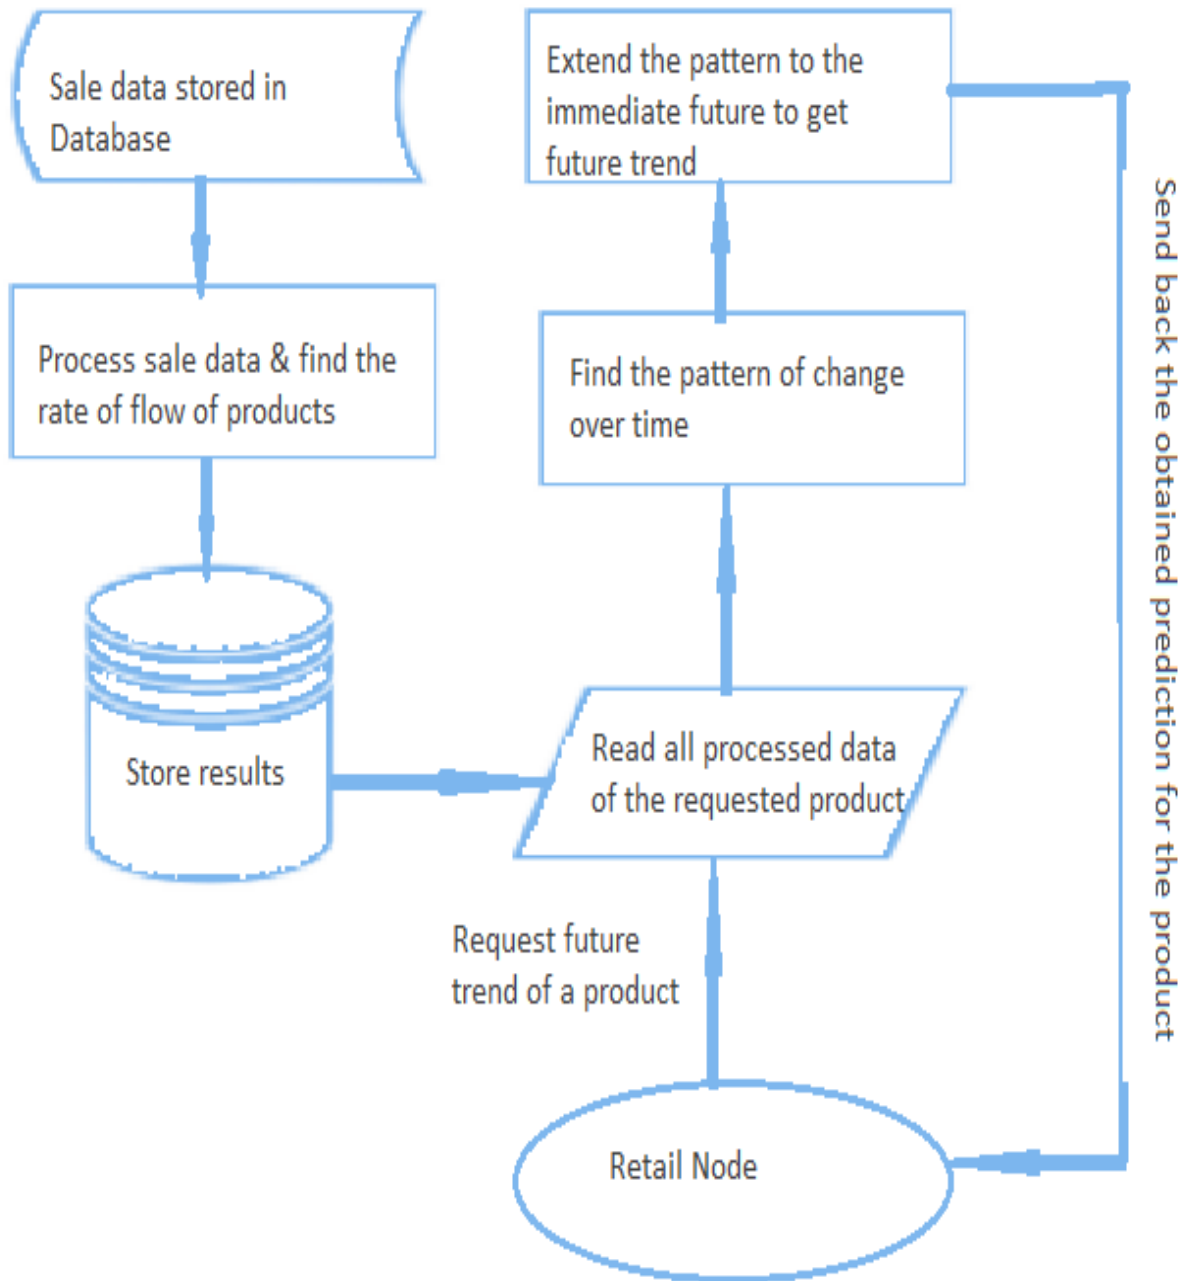 Sale data stored in
Database
Process sale data & find the
rate of flow of products
Store results
Extend the pattern to the
immediate future to get
future trend
Find the pattern of change
over time
Read all processed data
of the requested product
Request future
trend of a product
Retail Node
Send back the obtained prediction for the product